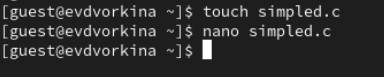 [guest@evdvorkina ~]$ touch simpled.c
[guest@evdvorkina ~]$ nano simpled.c
[guest@evdvorkina ~]$